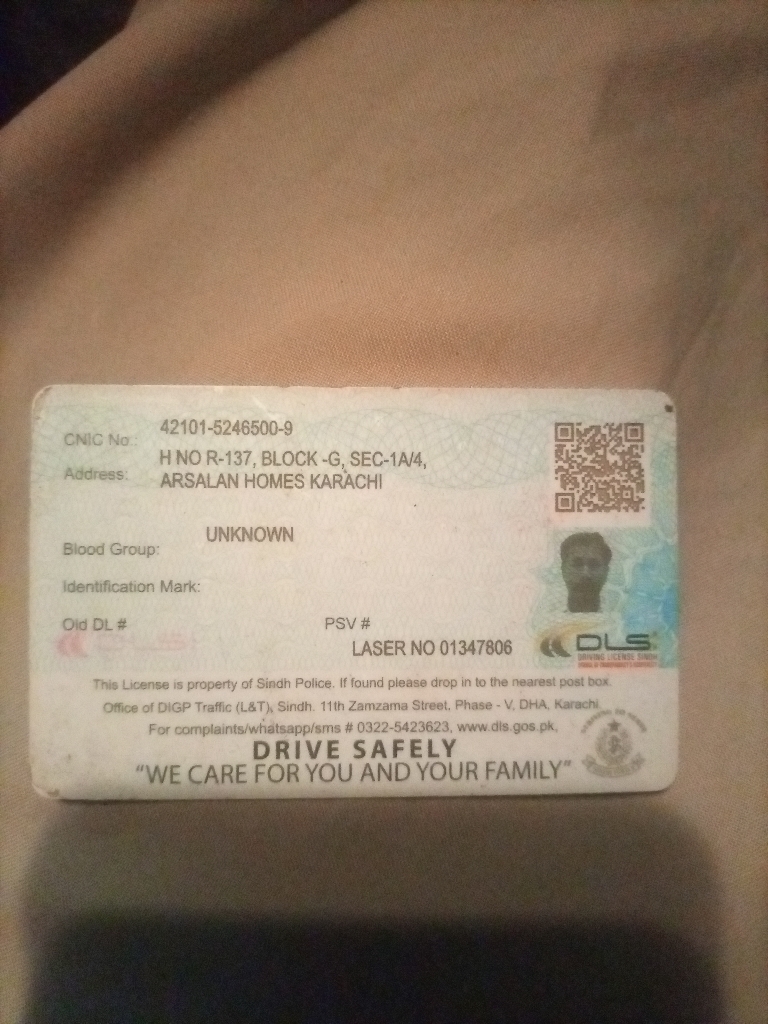 CNIC No.: 42101-5246500-9
Address: H NO R-137, BLOCK -G, SEC-1A/4,
ARSALAN HOMES KARACHI
Blood Group: UNKNOWN
Identification Mark:
Old DL # PSV #
LASER NO 01347806
DLS
DRIVING LICENSE SINDH
This License is property of Sindh Police. If found please drop in to the nearest post box.
Office of DIGP Traffic (L&T), Sindh. 11th Zamzama Street, Phase - V, DHA, Karachi.
For complaints/whatsapp/sms # 0322-5423623, www.dls.gos.pk,
DRIVE SAFELY
"WE CARE FOR YOU AND YOUR FAMILY"